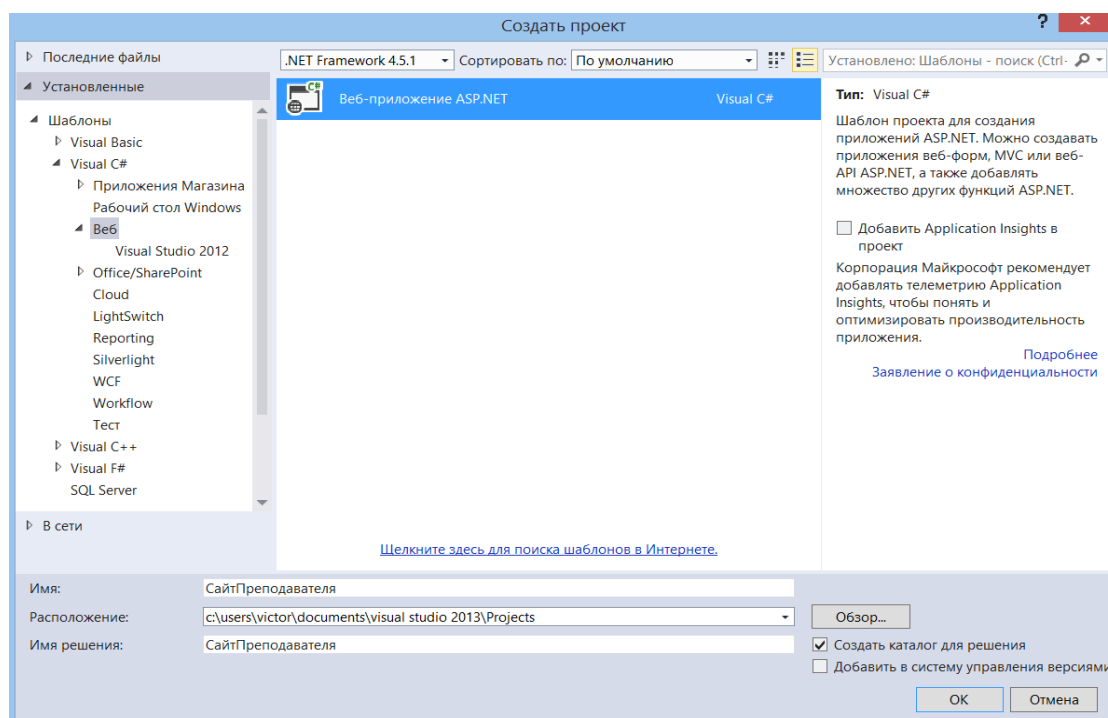 Создать проект
?
Последние файлы
.NET Framework 4.5.1
Сортировать по:
По умолчанию
Установлено: Шаблоны - поиск (Ctrl-
Установленные
Шаблоны
Visual Basic
Visual C#
Приложения Магазина
Рабочий стол Windows
Веб
Visual Studio 2012
Office/SharePoint
Cloud
LightSwitch
Reporting
Silverlight
WCF
Workflow
Тест
Visual C++
Visual F#
SQL Server
В сети
C#
Веб-приложение ASP.NET
Visual C#
Щелкните здесь для поиска шаблонов в Интернете.
Тип: Visual C#
Шаблон проекта для создания
приложений ASP.NET. Можно создавать
приложения веб-форм, MVC или веб-
API ASP.NET, а также добавлять
множество других функций ASP.NET.
Добавить Application Insights в
проект
Корпорация Майкрософт рекомендует
добавлять телеметрию Application
Insights, чтобы понять и
оптимизировать производительность
приложения.
Подробнее
Заявление о конфиденциальности
Имя:
СайтПреподавателя
Расположение:
c:\users\victor\documents\visual studio 2013\Projects
Обзор...
Имя решения:
СайтПреподавателя
Создать каталог для решения
Добавить в систему управления версиями
ОК
Отмена